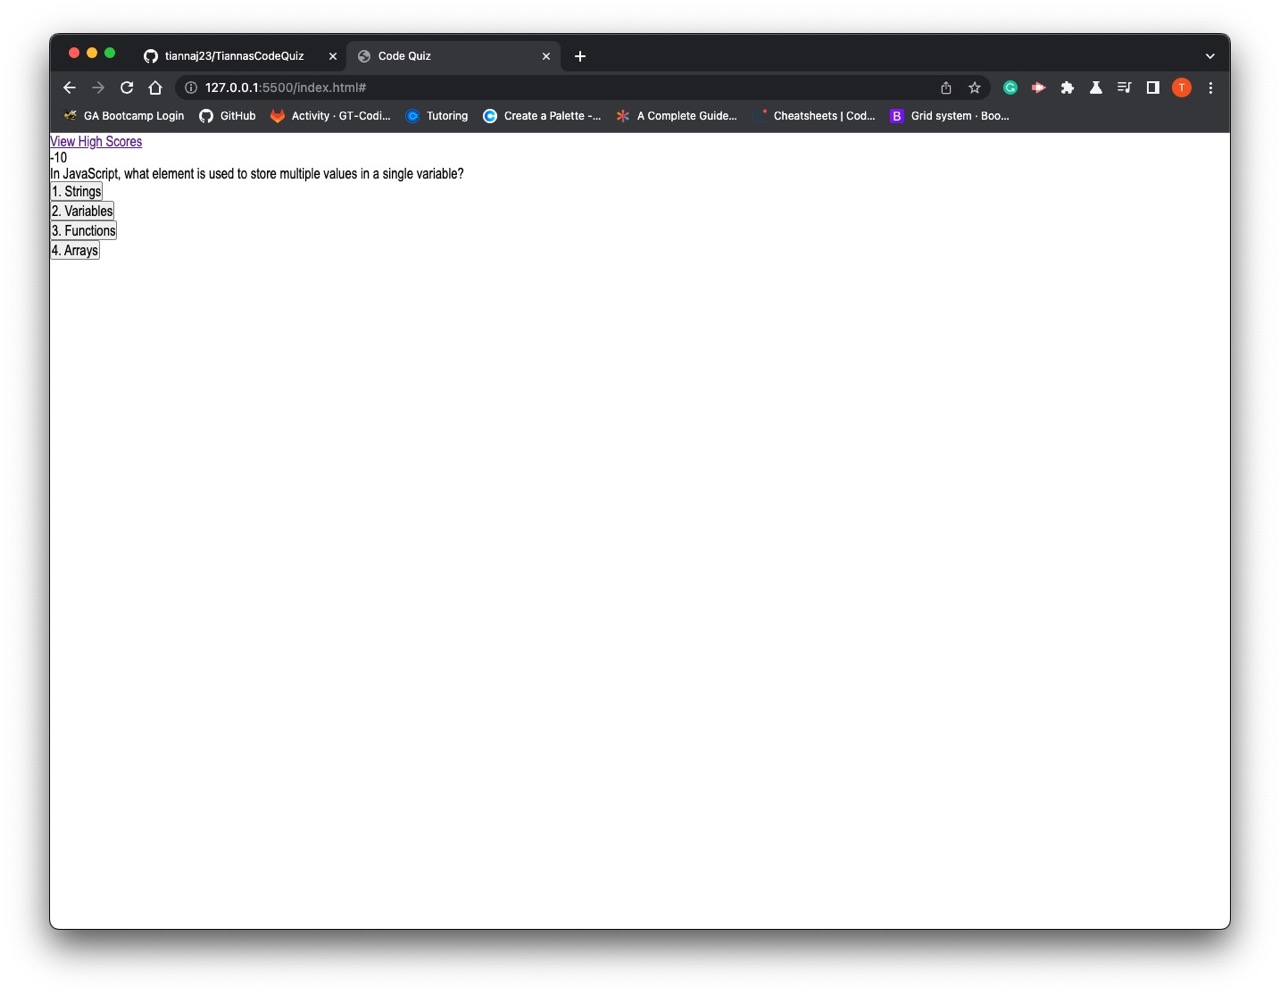 tiannaj23/TiannasCodeQuiz
Code Quiz
127.0.0.1:5500/index.html#
T
GA Bootcamp Login
GitHub
Activity · GT-Codi...
Tutoring
Create a Palette -...
A Complete Guide...
Cheatsheets | Cod...
B
Grid system · Boo...
View High Scores
-10
In JavaScript, what element is used to store multiple values in a single variable?
1. Strings
2. Variables
3. Functions
4. Arrays